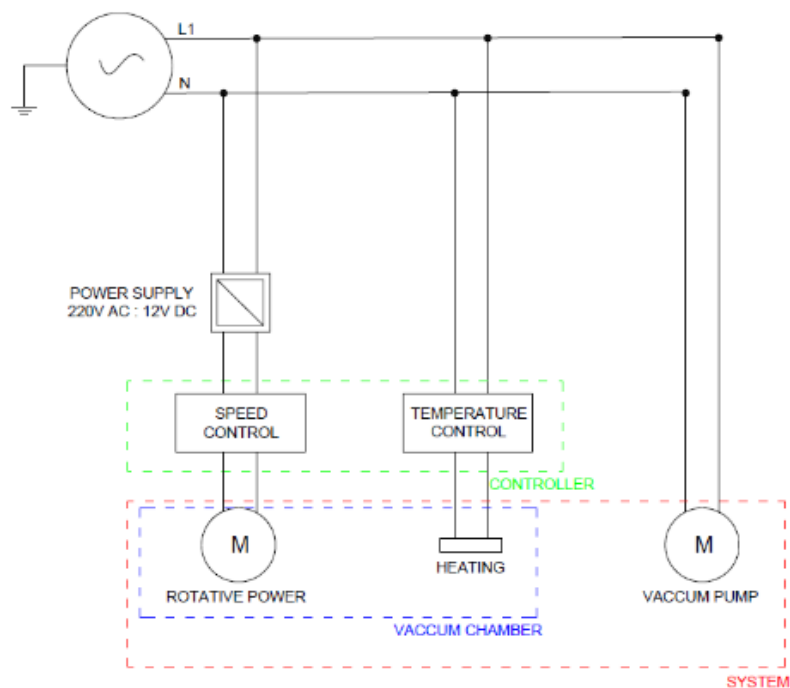 L1
N
POWER SUPPLY
220V AC : 12V DC
SPEED
CONTROL
TEMPERATURE
CONTROL
CONTROLLER
M
M
ROTATIVE POWER
HEATING
VACCUM PUMP
VACCUM CHAMBER
SYSTEM